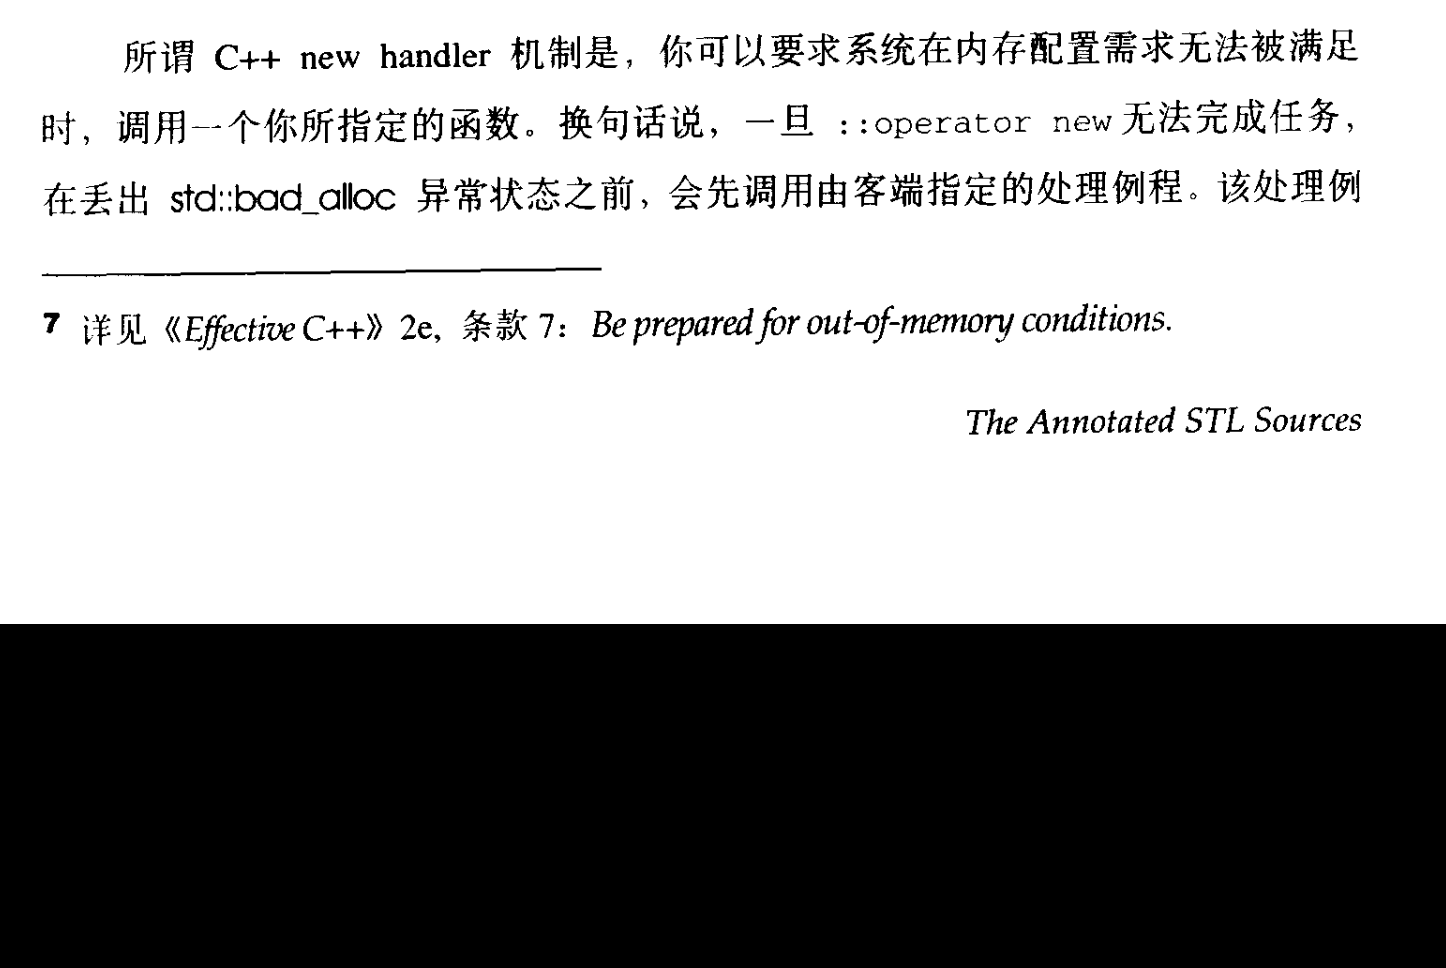 所谓 C++ new handler 机制是，你可以要求系统在内存配置需求无法被满足
时，调用一个你所指定的函数。换句话说，一旦 ::operator new无法完成任务，
在丢出 std::bad_alloc 异常状态之前，会先调用由客端指定的处理例程。该处理例
7 详见《Effective C++》2e, 条款 7：Be prepared for out-of-memory conditions.
The Annotated STL Sources